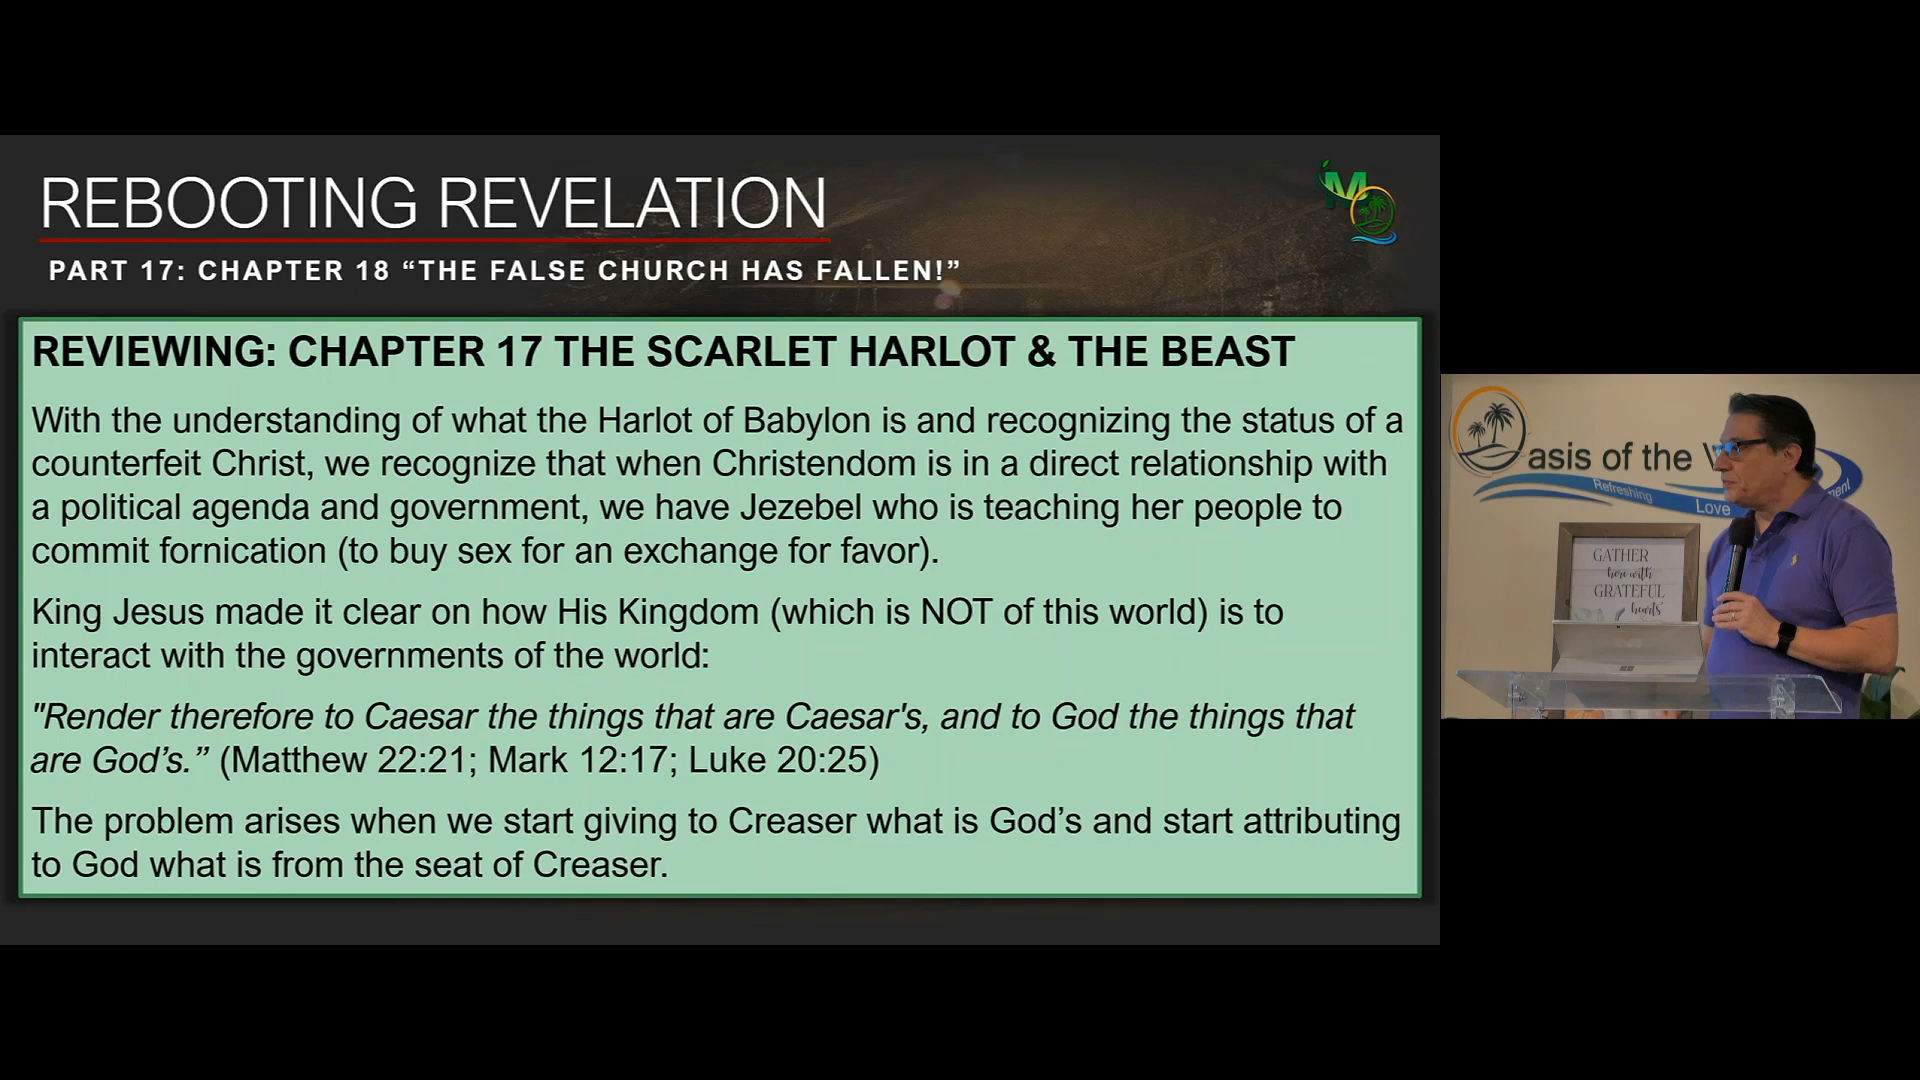 REBOOTING REVELATION
PART 17: CHAPTER 18 “THE FALSE CHURCH HAS FALLEN!”
M
REVIEWING: CHAPTER 17 THE SCARLET HARLOT & THE BEAST
With the understanding of what the Harlot of Babylon is and recognizing the status of a
counterfeit Christ, we recognize that when Christendom is in a direct relationship with
a political agenda and government, we have Jezebel who is teaching her people to
commit fornication (to buy sex for an exchange for favor).
King Jesus made it clear on how His Kingdom (which is NOT of this world) is to
interact with the governments of the world:
"Render therefore to Caesar the things that are Caesar's, and to God the things that
are God’s.” (Matthew 22:21; Mark 12:17; Luke 20:25)
The problem arises when we start giving to Creaser what is God’s and start attributing
to God what is from the seat of Creaser.
asis of the
Refreshing
Love
GATHER
here with
GRATEFUL
hearts